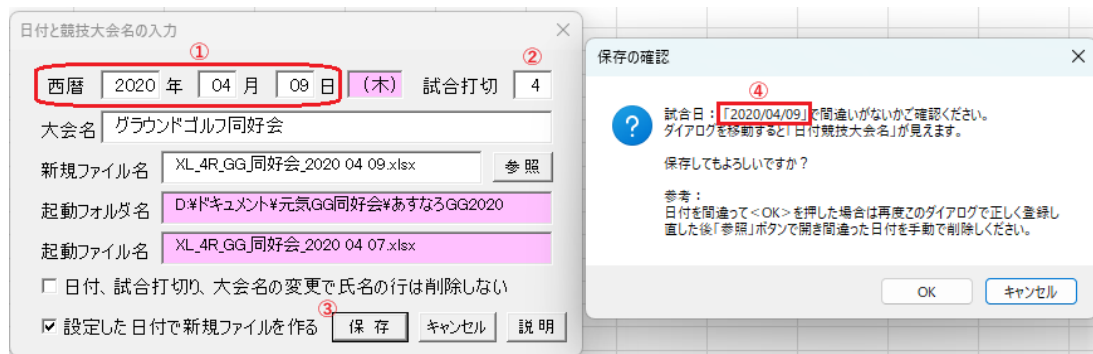 日付と競技大会名の入力
①
②
西暦 2020 年 04 月 09 日 (木) 試合打切 4
大会名 グラウンドゴルフ同好会
新規ファイル名 XL_4R_GG_同好会_2020 04 09.xlsx 参照
起動フォルダ名 D:¥ドキュメント¥元気GG同好会¥あすなろGG2020
起動ファイル名 XL_4R_GG_同好会_2020 04 07.xlsx
日付、試合打切り、大会名の変更で氏名の行は削除しない
③
設定した日付で新規ファイルを作る 保存 キャンセル 説明
保存の確認
④
試合日:「2020/04/09」で間違いがないかご確認ください。
ダイアログを移動すると「日付競技大会名」が見えます。
保存してもよろしいですか?
参考:
日付を間違って<OK>を押した場合は再度このダイアログで正しく登録し
直した後「参照」ボタンで開き間違った日付を手動で削除しください。
OK キャンセル